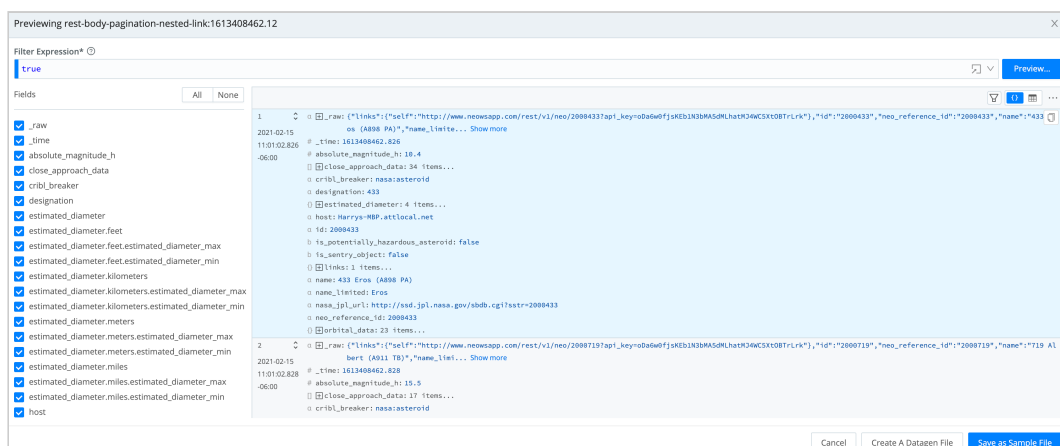 Previewing rest-body-pagination-nested-link:1613408462.12
Filter Expression*
true
Preview...
Fields
All
None
_raw
_time
absolute_magnitude_h
close_approach_data
cribl_breaker
designation
estimated_diameter
estimated_diameter.feet
estimated_diameter.feet.estimated_diameter_max
estimated_diameter.feet.estimated_diameter_min
estimated_diameter.kilometers
estimated_diameter.kilometers.estimated_diameter_max
estimated_diameter.kilometers.estimated_diameter_min
estimated_diameter.meters
estimated_diameter.meters.estimated_diameter_max
estimated_diameter.meters.estimated_diameter_min
estimated_diameter.miles
estimated_diameter.miles.estimated_diameter_max
estimated_diameter.miles.estimated_diameter_min
host
1
2021-02-15
11:01:02.826
-06:00
α _raw: {"links":{"self":"http://www.neowsapp.com/rest/v1/neo/2000433?api_key=oDa6w0fjsKEb1N3bMASdMLhatMJ4WCSXtOBTrLrk"},"id":"2000433","neo_reference_id":"2000433","name":"433
os (A898 PA)","name_limite... Show more
# _time: 1613408462.826
# absolute_magnitude_h: 10.4
[] close_approach_data: 34 items...
α cribl_breaker: nasa:asteroid
α designation: 433
{} estimated_diameter: 4 items...
α host: Harrys-MBP.attlocal.net
α id: 2000433
b is_potentially_hazardous_asteroid: false
b is_sentry_object: false
{} links: 1 items...
α name: 433 Eros (A898 PA)
α name_limited: Eros
α nasa_jpl_url: http://ssd.jpl.nasa.gov/sbdb.cgi?sstr=2000433
α neo_reference_id: 2000433
{} orbital_data: 23 items...
2
2021-02-15
11:01:02.828
-06:00
α _raw: {"links":{"self":"http://www.neowsapp.com/rest/v1/neo/2000719?api_key=oDa6w0fjsKEb1N3bMASdMLhatMJ4WCSXtOBTrLrk"},"id":"2000719","neo_reference_id":"2000719","name":"719 Al
bert (A911 TB)","name_limi... Show more
# _time: 1613408462.828
# absolute_magnitude_h: 15.5
[] close_approach_data: 17 items...
α cribl_breaker: nasa:asteroid
Cancel
Create A Datagen File
Save as Sample File